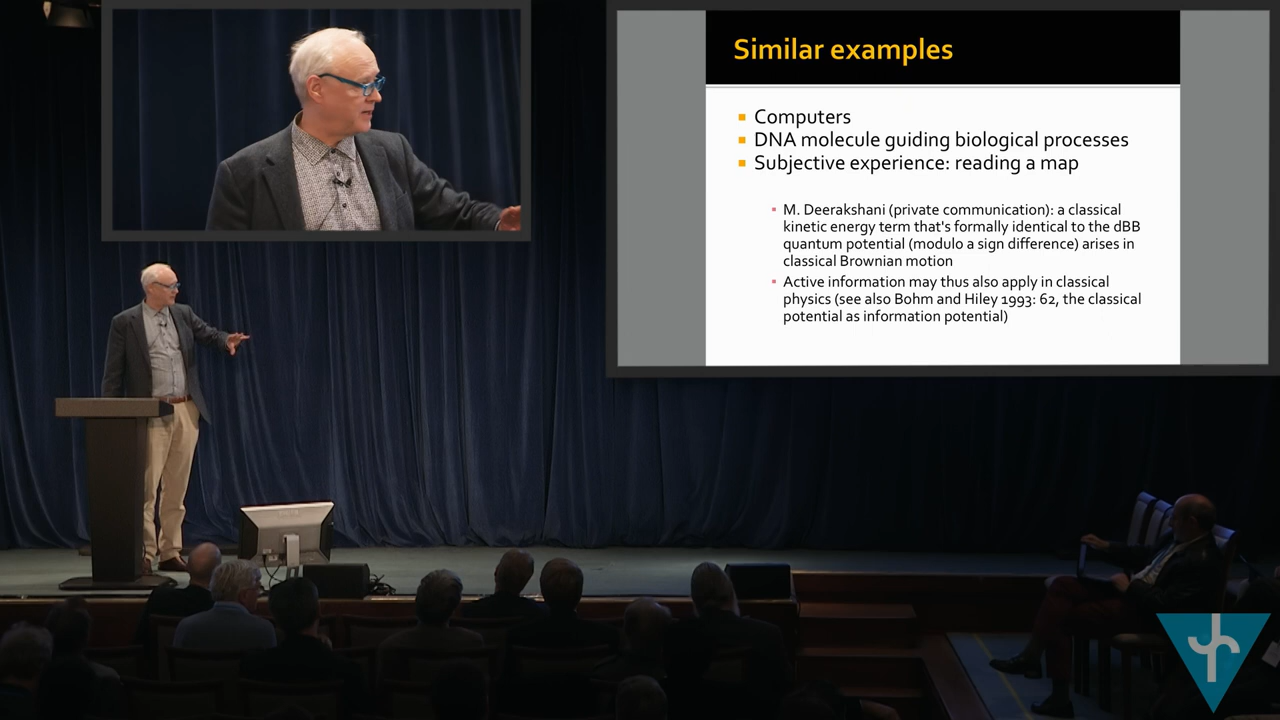 Similar examples
Computers
DNA molecule guiding biological processes
Subjective experience: reading a map
M. Deerakshani (private communication): a classical
kinetic energy term that's formally identical to the dBB
quantum potential (modulo a sign difference) arises in
classical Brownian motion
Active information may thus also apply in classical
physics (see also Bohm and Hiley 1993: 62, the classical
potential as information potential)